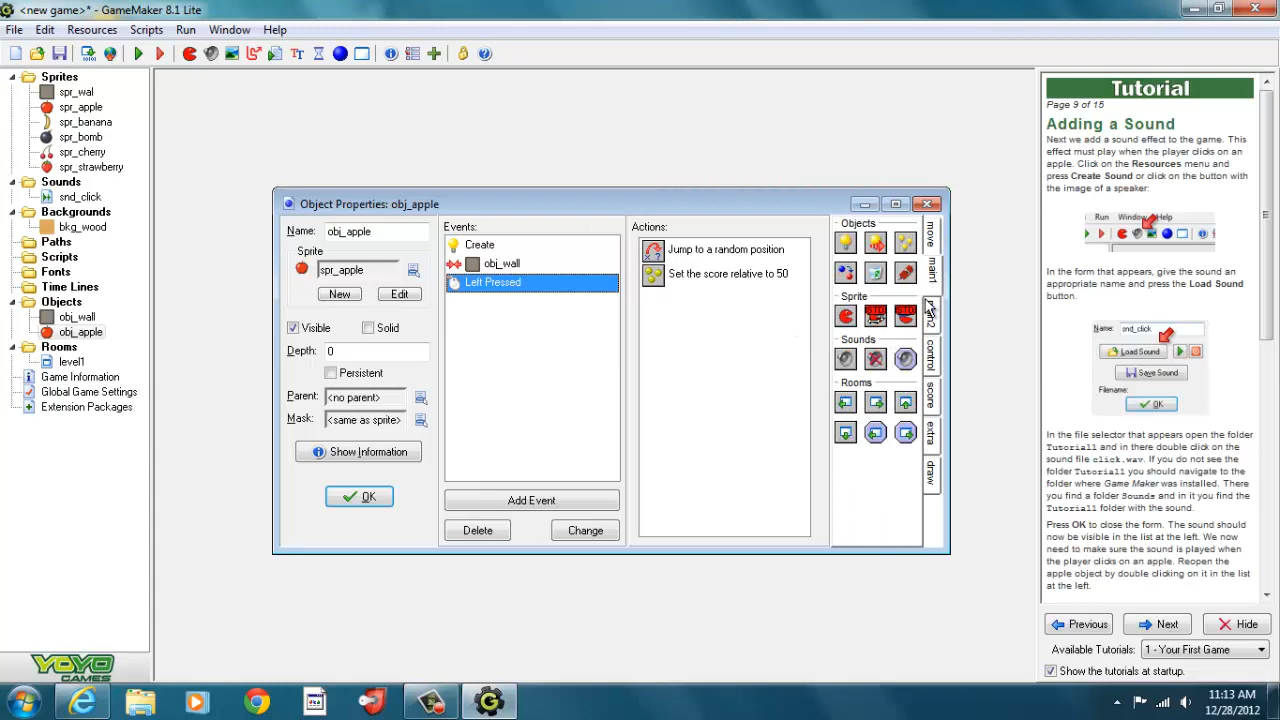 <new game>* - GameMaker 8.1 Lite
File Edit Resources Scripts Run Window Help
Sprites
spr_wal
spr_apple
spr_banana
spr_bomb
spr_cherry
spr_strawberry
Sounds
snd_click
Backgrounds
bkg_wood
Paths
Scripts
Fonts
Time Lines
Objects
obj_wall
obj_apple
Rooms
level1
Game Information
Global Game Settings
Extension Packages
YOYO
GAMES
Object Properties: obj_apple
Name: obj_apple
Sprite
spr_apple
New Edit
Visible Solid
Depth: 0
Persistent
Parent: <no parent>
Mask: <same as sprite>
Show Information
OK
Events:
Create
obj_wall
Left Pressed
Add Event
Delete Change
Actions:
Jump to a random position
Set the score relative to 50
Objects
Sprite
Sounds
Rooms
move
main1
control
score
extra
draw
Tutorial
Page 9 of 15
Adding a Sound
Next we add a sound effect to the game. This
effect must play when the player clicks on an
apple. Click on the Resources menu and
press Create Sound or click on the button with
the image of a speaker:
Run Window Help
In the form that appears, give the sound an
appropriate name and press the Load Sound
button.
Name: snd_click
Load Sound
Save Sound
Filename:
OK
In the file selector that appears open the folder
Tutorial1 and in there double click on the
sound file click.wav. If you do not see the
folder Tutorial1 you should navigate to the
folder where Game Maker was installed. There
you find a folder Sounds and in it you find the
Tutorial1 folder with the sound.
Press OK to close the form. The sound should
now be visible in the list at the left. We now
need to make sure the sound is played when
the player clicks on an apple. Reopen the
apple object by double clicking on it in the list
at the left.
Previous Next Hide
Available Tutorials: 1 - Your First Game
Show the tutorials at startup.
11:13 AM
12/28/2012